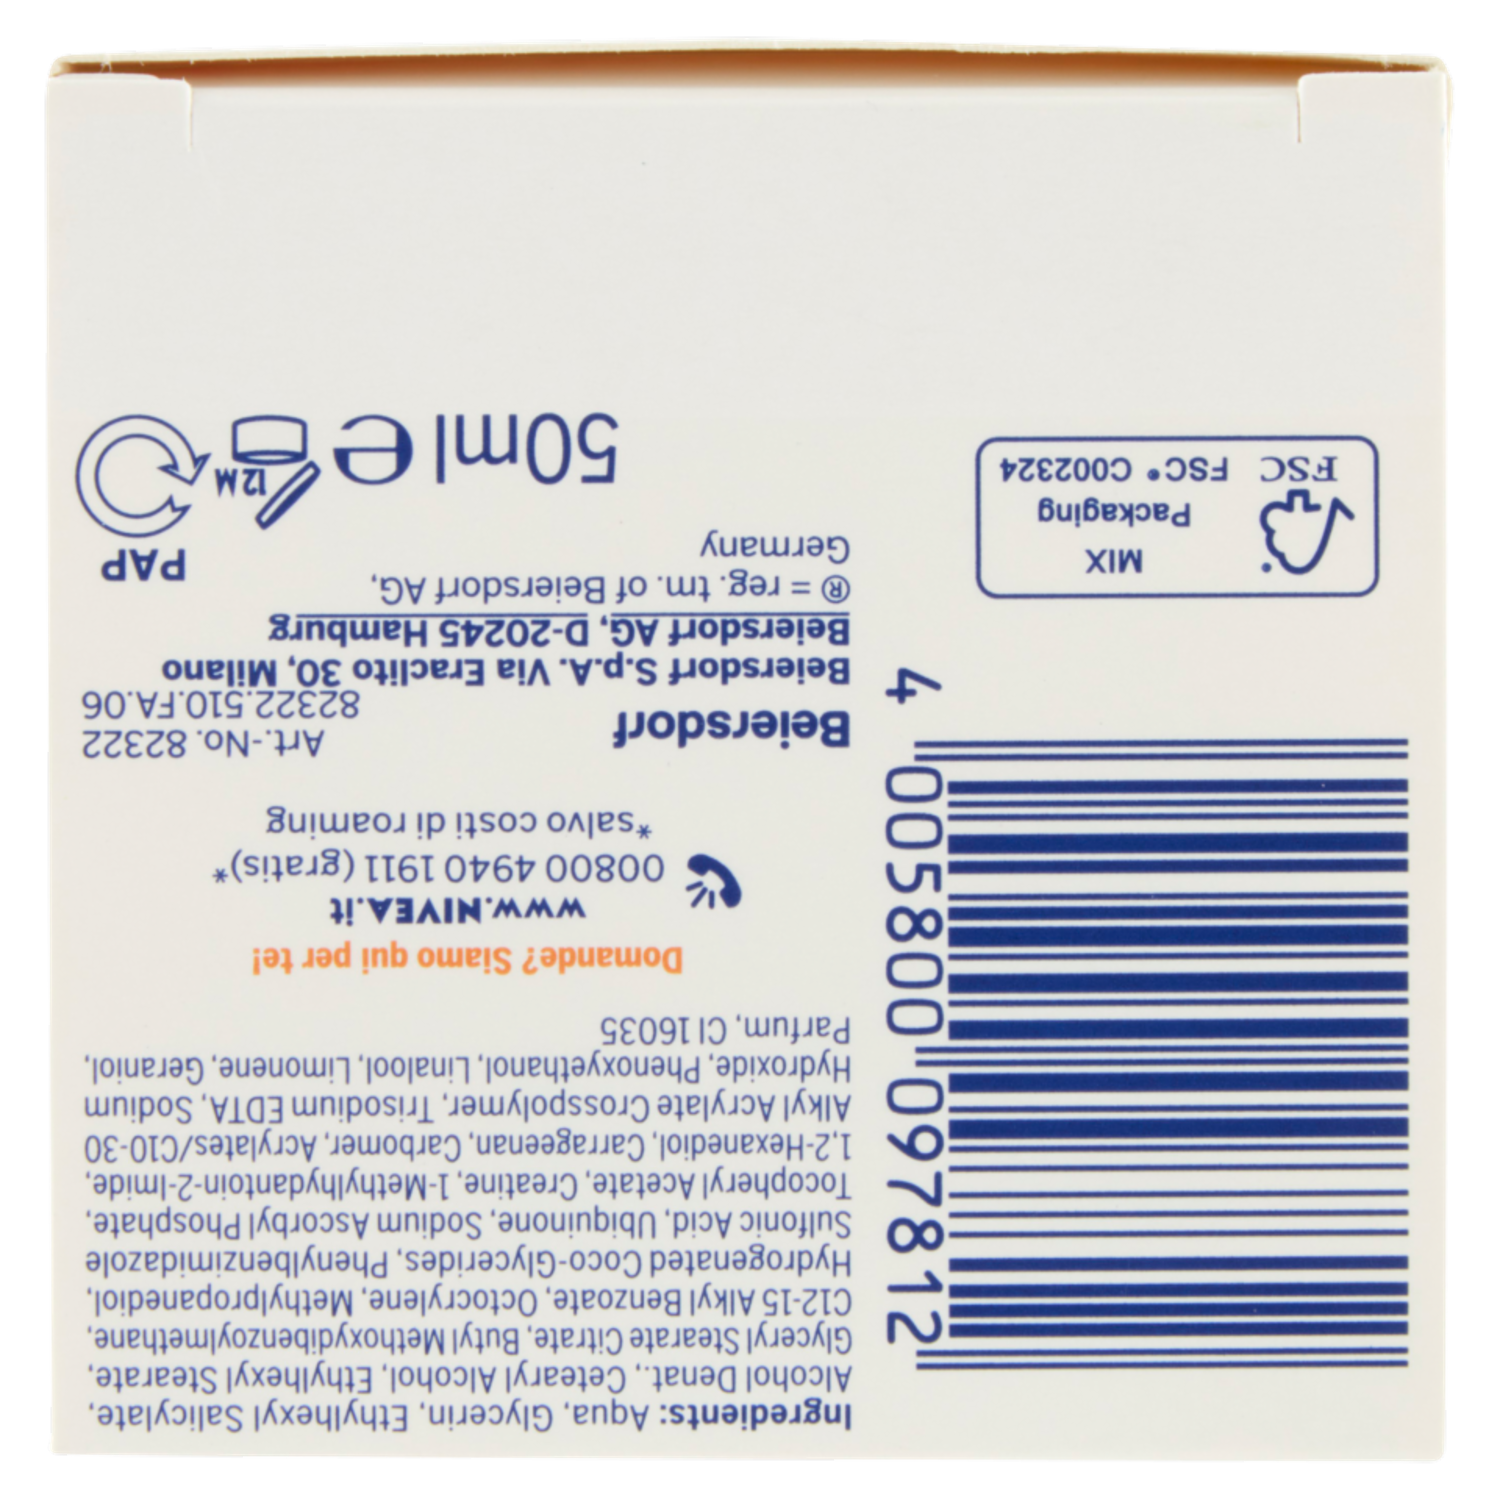 Ingredients: Aqua, Glycerin, Ethylhexyl Salicylate,
Alcohol Denat., Cetearyl Alcohol, Ethylhexyl Stearate,
Glyceryl Stearate Citrate, Butyl Methoxydibenzoylmethane,
C12-15 Alkyl Benzoate, Octocrylene, Methylpropanediol,
Hydrogenated Coco-Glycerides, Phenylbenzimidazole
Sulfonic Acid, Ubiquinone, Sodium Ascorbyl Phosphate,
Tocopheryl Acetate, Creatine, 1-Methylhydantoin-2-Imide,
1,2-Hexanediol, Carrageenan, Carbomer, Acrylates/C10-30
Alkyl Acrylate Crosspolymer, Trisodium EDTA, Sodium
Hydroxide, Phenoxyethanol, Linalool, Limonene, Geraniol,
Parfum, CI 16035
Domande? Siamo qui per te!
www.NIVEA.it
00800 4940 1911 (gratis)*
*salvo costi di roaming
Beiersdorf
Art.-No. 82322
82322.510.FA.06
Beiersdorf S.p.A. Via Eraclito 30, Milano
Beiersdorf AG, D-20245 Hamburg
® = reg. tm. of Beiersdorf AG,
Germany
50ml e
12M
PAP
4 005800 097812
MIX
Packaging
FSC® C002324
FSC